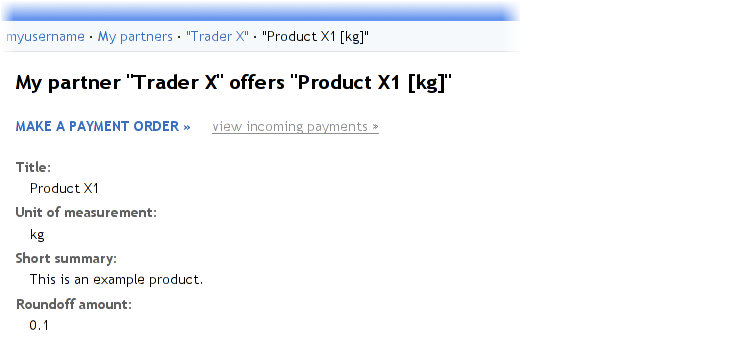 myusername · My partners · "Trader X" · "Product X1 [kg]"
My partner "Trader X" offers "Product X1 [kg]"
MAKE A PAYMENT ORDER » view incoming payments »
Title:
Product X1
Unit of measurement:
kg
Short summary:
This is an example product.
Roundoff amount:
0.1